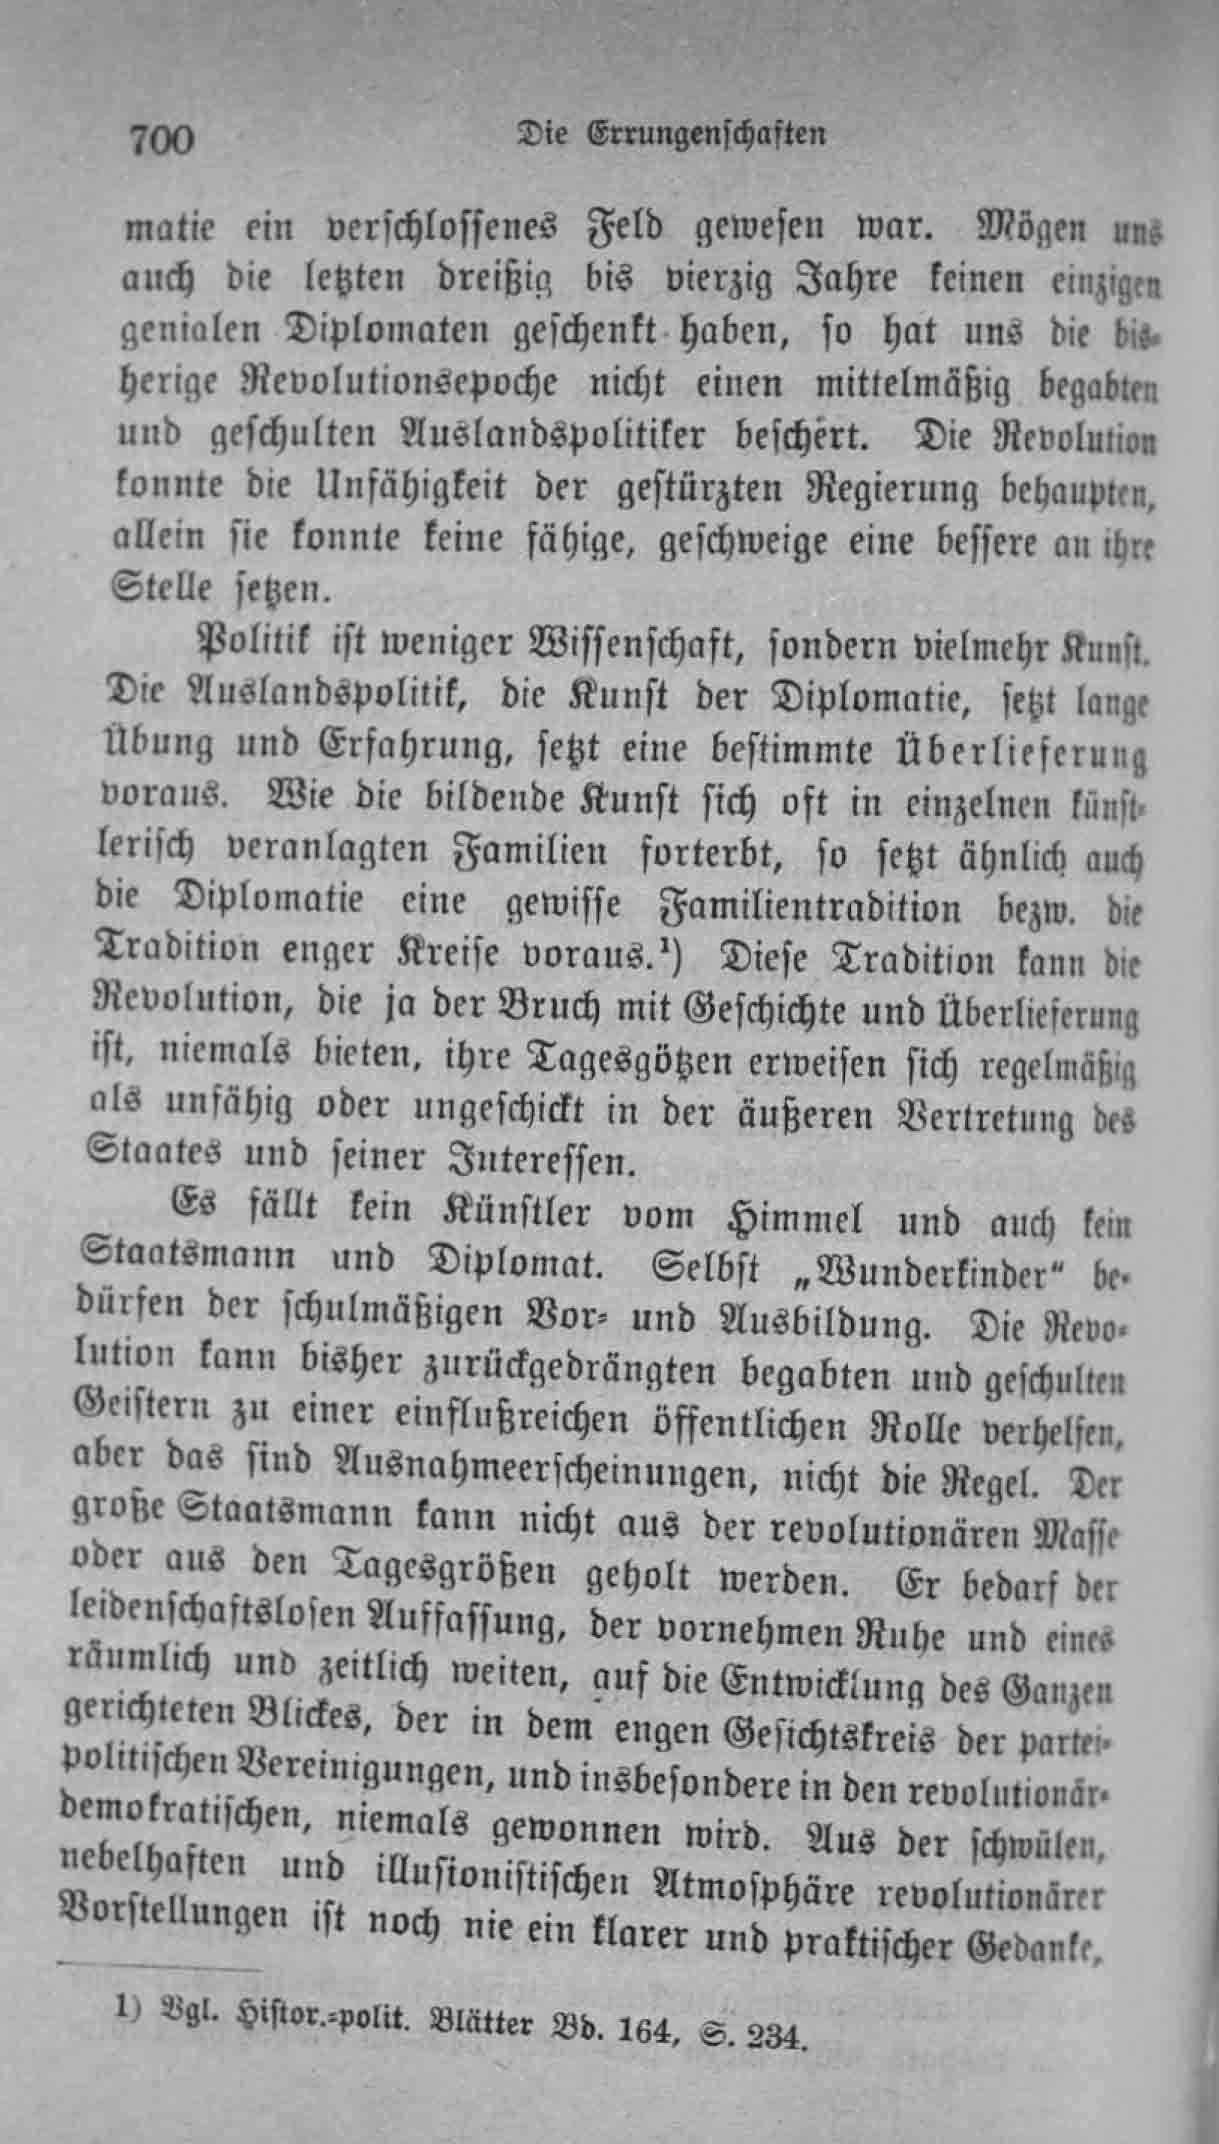 700 Die Errungenschaften
matie ein verschlossenes Feld gewesen war. Mögen uns
auch die letzten dreißig bis vierzig Jahre keinen einzigen
genialen Diplomaten geschenkt haben, so hat uns die bis-
herige Revolutionsepoche nicht einen mittelmäßig begabten
und geschulten Auslandspolitiker beschert. Die Revolution
konnte die Unfähigkeit der gestürzten Regierung behaupten,
allein sie konnte keine fähige, geschweige eine bessere an ihre
Stelle setzen.
Politik ist weniger Wissenschaft, sondern vielmehr Kunst.
Die Auslandspolitik, die Kunst der Diplomatie, setzt lange
Übung und Erfahrung, setzt eine bestimmte Überlieferung
voraus. Wie die bildende Kunst sich oft in einzelnen künst-
lerisch veranlagten Familien forterbt, so setzt ähnlich auch
die Diplomatie eine gewisse Familientradition bezw. die
Tradition enger Kreise voraus.¹) Diese Tradition kann die
Revolution, die ja der Bruch mit Geschichte und Überlieferung
ist, niemals bieten, ihre Tagesgötzen erweisen sich regelmäßig
als unfähig oder ungeschickt in der äußeren Vertretung des
Staates und seiner Interessen.
Es fällt kein Künstler vom Himmel und auch kein
Staatsmann und Diplomat. Selbst „Wunderkinder“ be-
dürfen der schulmäßigen Vor- und Ausbildung. Die Revo-
lution kann bisher zurückgedrängten begabten und geschulten
Geistern zu einer einflußreichen öffentlichen Rolle verhelfen,
aber das sind Ausnahmeerscheinungen, nicht die Regel. Der
große Staatsmann kann nicht aus der revolutionären Masse
oder aus den Tagesgrößen geholt werden. Er bedarf der
leidenschaftslosen Auffassung, der vornehmen Ruhe und eines
räumlich und zeitlich weiten, auf die Entwicklung des Ganzen
gerichteten Blickes, der in dem engen Gesichtskreis der partei-
politischen Vereinigungen, und insbesondere in den revolutionär-
demokratischen, niemals gewonnen wird. Aus der schwülen,
nebelhaften und illusionistischen Atmosphäre revolutionärer
Vorstellungen ist noch nie ein klarer und praktischer Gedanke,
1) Vgl. Histor.-polit. Blätter Bd. 164, S. 234.